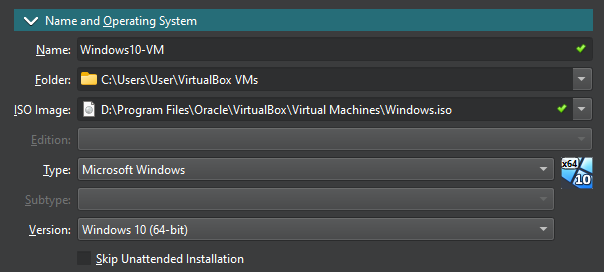 Name and Operating System
Name: Windows10-VM
Folder: C:\Users\User\VirtualBox VMs
ISO Image: D:\Program Files\Oracle\VirtualBox\Virtual Machines\Windows.iso
Edition:
Type: Microsoft Windows
x64
10
Subtype:
Version: Windows 10 (64-bit)
Skip Unattended Installation